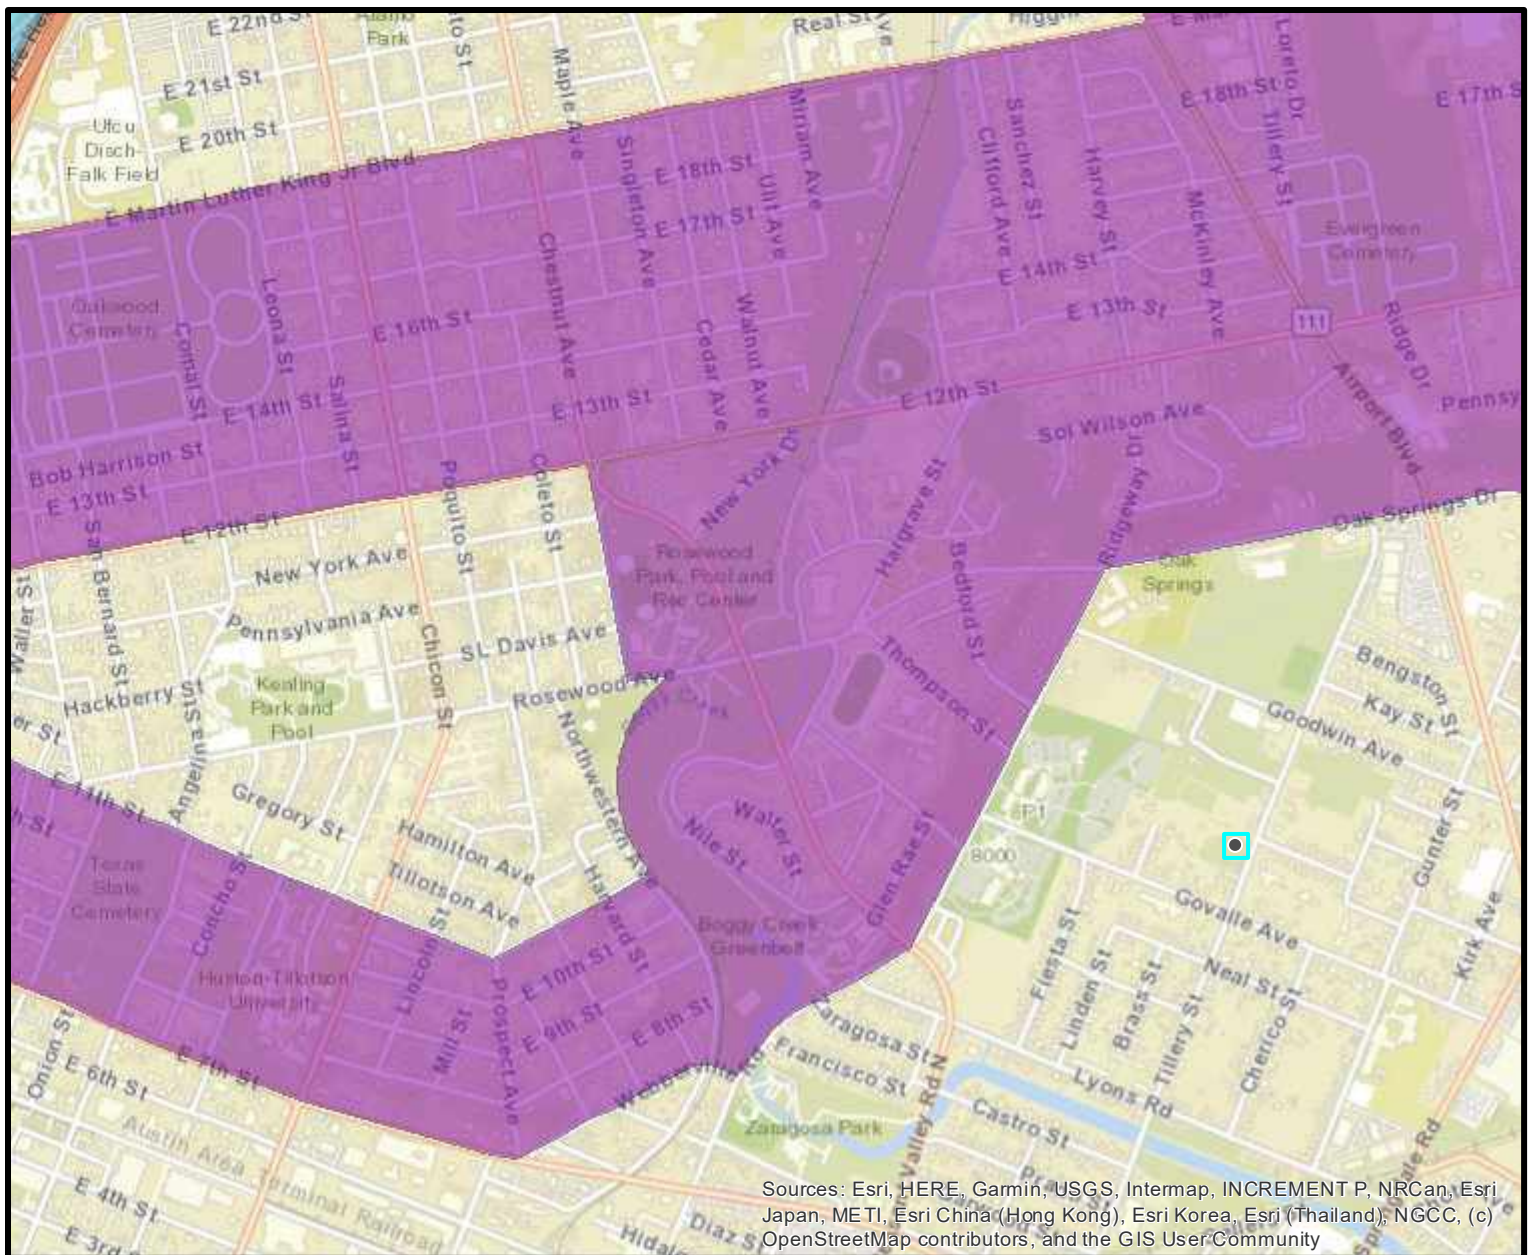 E 22nd St
Park
Real St
E 21st St
Maple Ave
E 20th St
Ufcu
Disch-
Falk Field
E Martin Luther King Jr Blvd
Singleton Ave
E 18th St
Ulit Ave
Miriam Ave
E 17th St
Clifford Ave
Sanchez St
Harvey St
McKinley Ave
E 18th St
Tillery St
Loreto Dr
E 17th S
Evergreen
Cemetery
E 14th St
E 13th St
111
Ridge Dr
Oakwood
Cemetery
Comal St
Leona St
Salina St
E 16th St
Chestnut Ave
Cedar Ave
Walnut Ave
E 14th St
E 13th St
E 12th St
Sol Wilson Ave
Airport Blvd
Pennsy
Bob Harrison St
E 13th St
E 12th St
San Bernard St
Waller St
New York Ave
Poquito St
Coleto St
New York Dr
Hargrave St
Bedford St
Ridgeway Dr
Oak Springs Dr
Oak
Springs
Rosewood
Park, Pool and
Rec Center
Pennsylvania Ave
SL Davis Ave
Chicon St
Rosewood Ave
Hackberry St
Kealing
Park and
Pool
er St
Angelina St
Northwestern Ave
Thompson St
Bengston St
Kay St
Goodwin Ave
E 11th St
h St
Gregory St
Hamilton Ave
Tillotson Ave
Harvard St
Walter St
Nile St
Glen Rae St
8000
Gunter St
Govalle Ave
Kirk Ave
Texas
State
Cemetery
Concho St
Huston-Tillotson
University
Lincoln St
Mill St
Prospect Ave
E 10th St
E 9th St
E 8th St
Boggy Creek
Greenbelt
Fiesta St
Linden St
Brass St
Tillery St
Neal St
Cherico St
Onion St
E 7th St
E 6th St
Zaragosa St
Francisco St
Lyons Rd
Castro St
Zaragosa Park
Valley Rd N
Austin Area Terminal Railroad
E 4th St
E 3rd
Diaz St
Sources: Esri, HERE, Garmin, USGS, Intermap, INCREMENT P, NRCan, Esri
Japan, METI, Esri China (Hong Kong), Esri Korea, Esri (Thailand), NGCC, (c)
OpenStreetMap contributors, and the GIS User Community